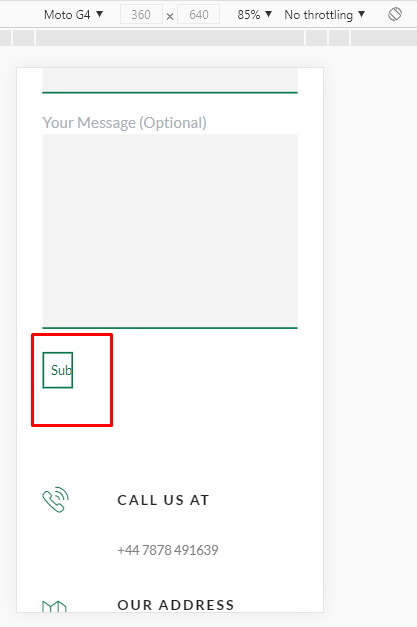 Moto G4 ▼ 360 × 640 85% ▼ No throttling ▼
Your Message (Optional)
Sub
CALL US AT
+44 7878 491639
OUR ADDRESS